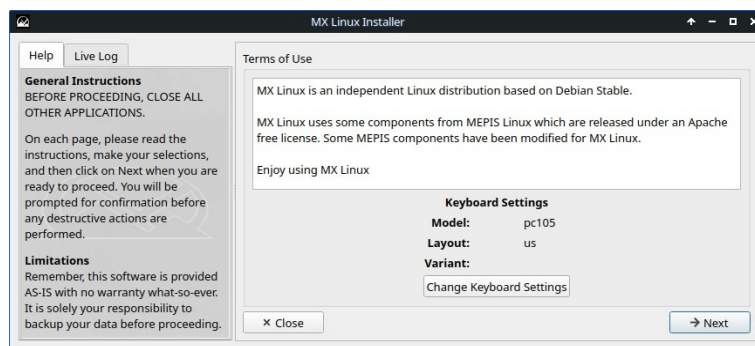 MX Linux Installer
Help
Live Log
General Instructions
BEFORE PROCEEDING, CLOSE ALL
OTHER APPLICATIONS.
On each page, please read the
instructions, make your selections,
and then click on Next when you are
ready to proceed. You will be
prompted for confirmation before
any destructive actions are
performed.
Limitations
Remember, this software is provided
AS-IS with no warranty what-so-ever.
It is solely your responsibility to
backup your data before proceeding.
Terms of Use
MX Linux is an independent Linux distribution based on Debian Stable.
MX Linux uses some components from MEPIS Linux which are released under an Apache
free license. Some MEPIS components have been modified for MX Linux.
Enjoy using MX Linux
Keyboard Settings
Model: pc105
Layout: us
Variant:
Change Keyboard Settings
Close
Next